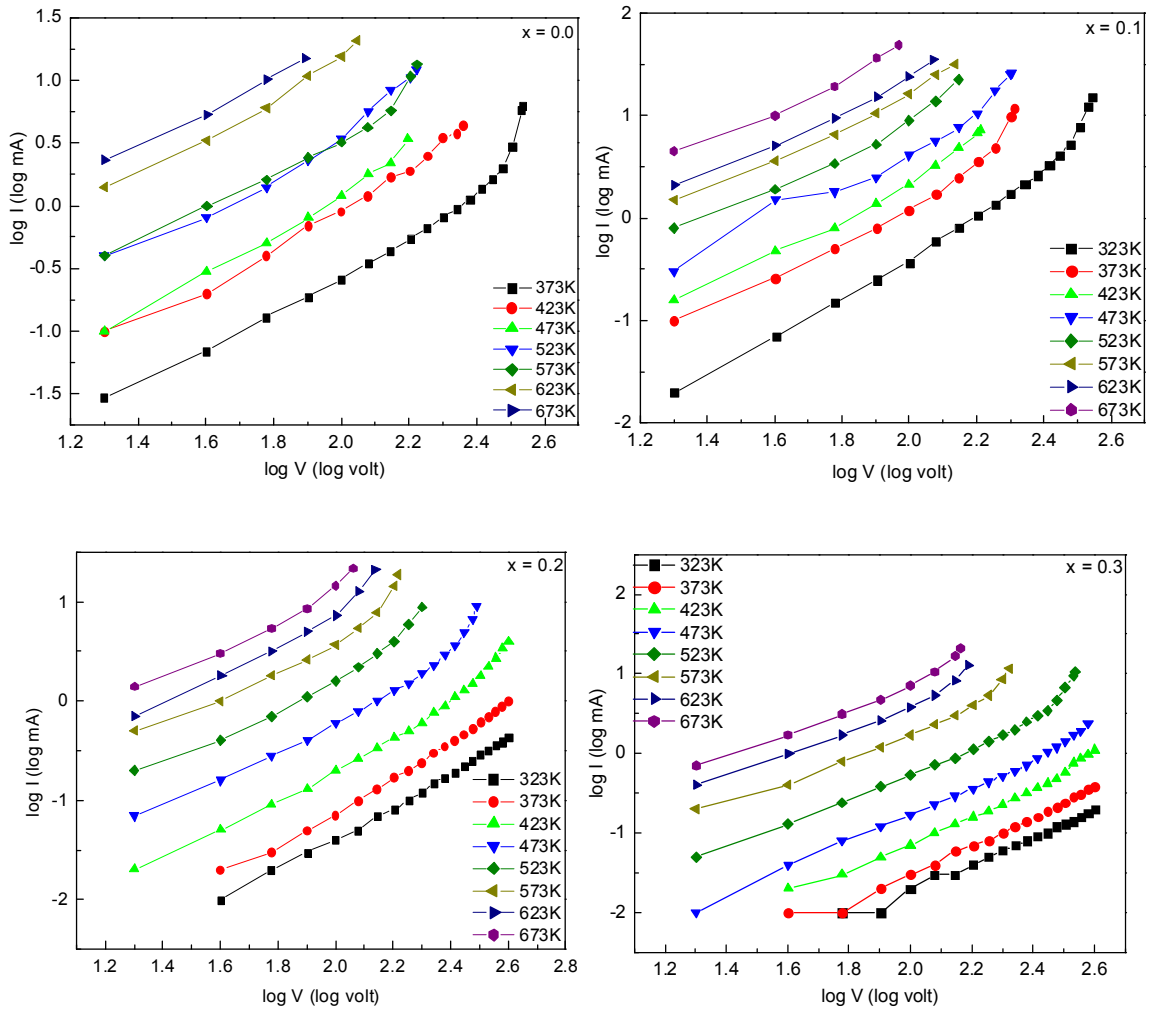 x = 0.0
1.5
1.0
0.5
0.0
-0.5
-1.0
-1.5
log I (log mA)
373K
423K
473K
523K
573K
623K
673K
1.2 1.4 1.6 1.8 2.0 2.2 2.4 2.6
log V (log volt)
x = 0.1
2
1
0
-1
-2
log I (log mA)
323K
373K
423K
473K
523K
573K
623K
673K
1.2 1.4 1.6 1.8 2.0 2.2 2.4 2.6
log V (log volt)
x = 0.2
1
0
-1
-2
log I (log mA)
323K
373K
423K
473K
523K
573K
623K
673K
1.2 1.4 1.6 1.8 2.0 2.2 2.4 2.6 2.8
log V (log volt)
x = 0.3
323K
373K
423K
473K
523K
573K
623K
673K
2
1
0
-1
-2
log I (log mA)
1.2 1.4 1.6 1.8 2.0 2.2 2.4 2.6
log V (log volt)